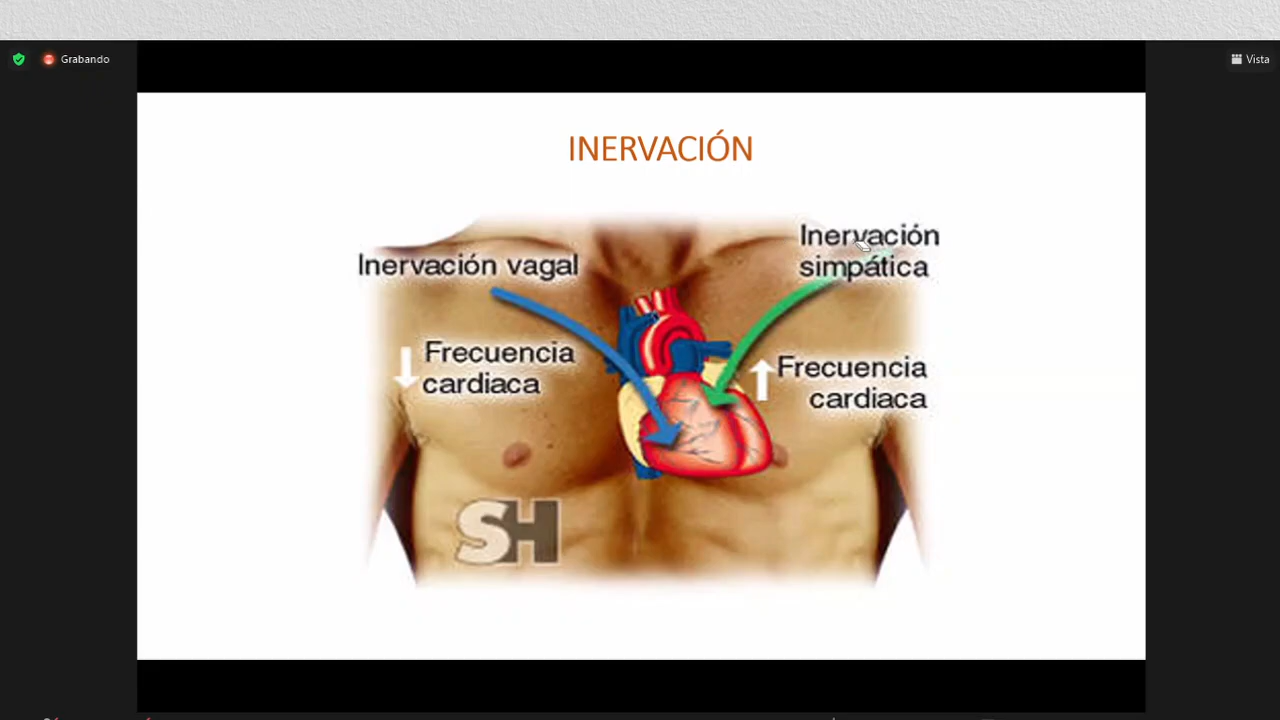 Grabando
Vista
INERVACIÓN
Inervación vagal
Inervación
simpática
Frecuencia
cardiaca
Frecuencia
cardiaca
SH